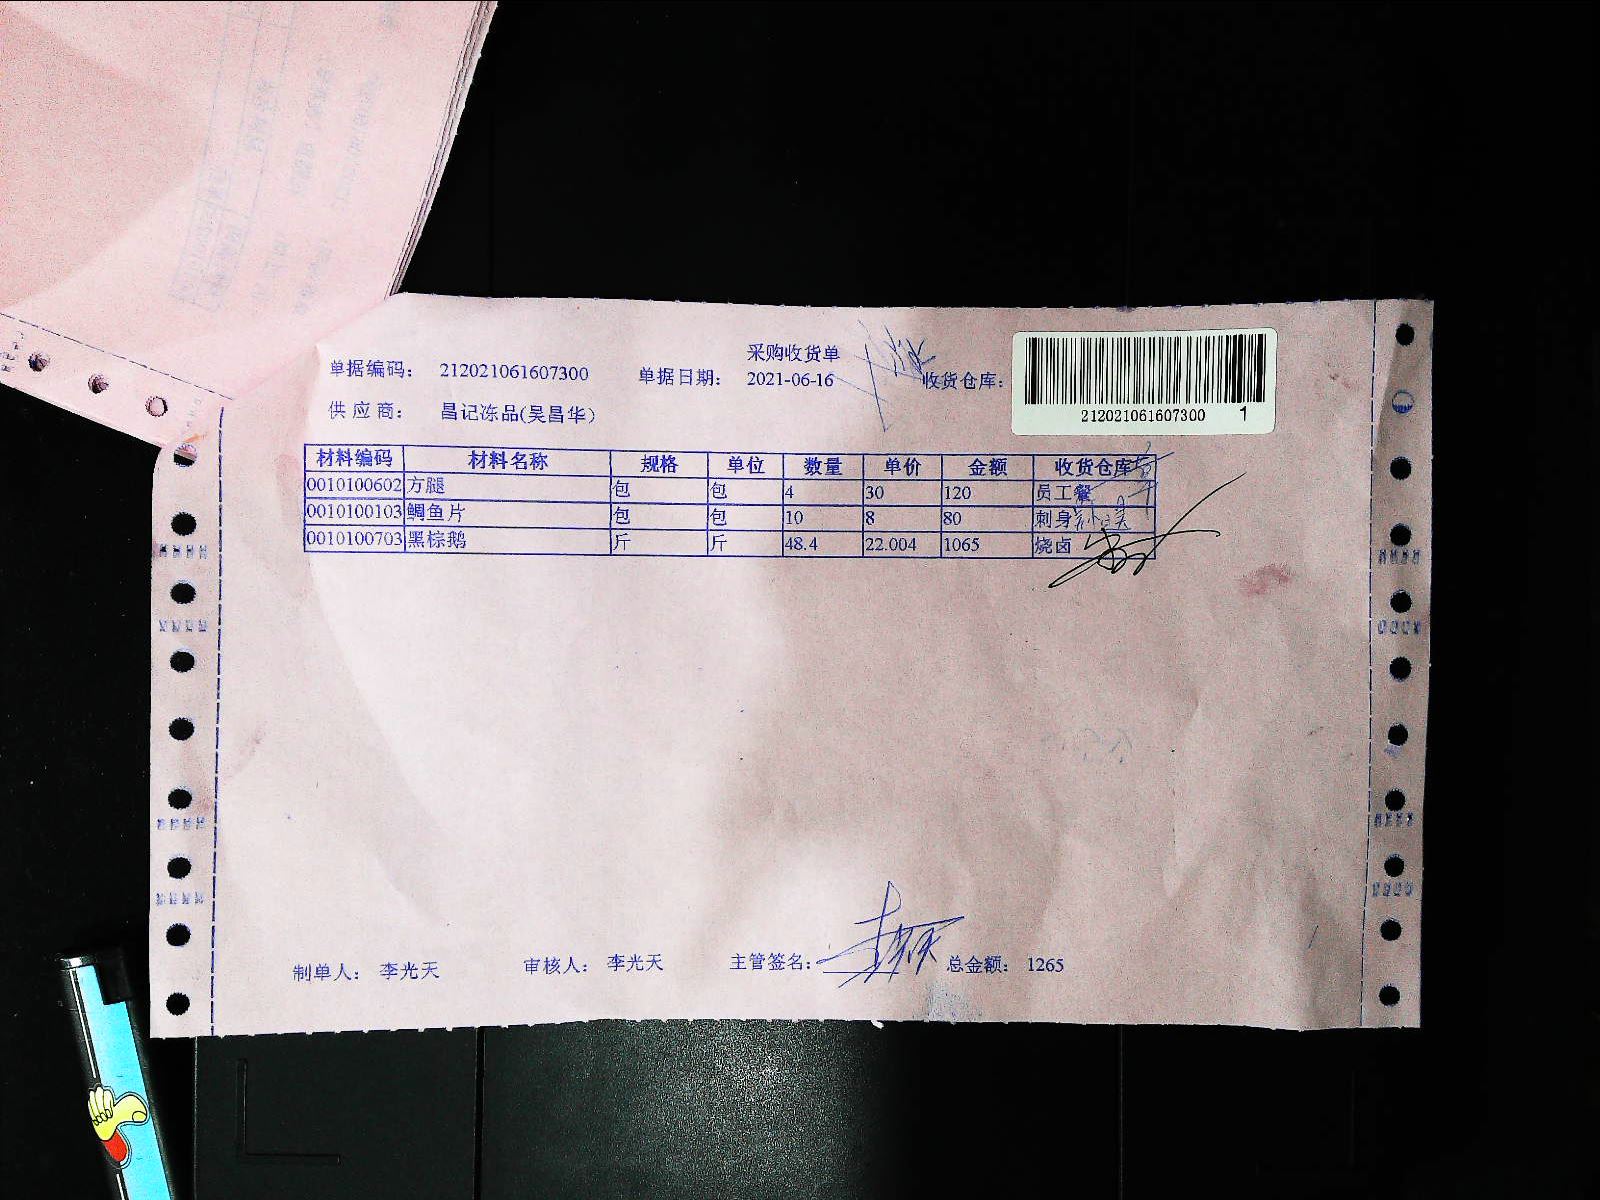 采购收货单
单据编码： 212021061607300 单据日期： 2021-06-16 收货仓库：
212021061607300 1
供应商： 昌记冻品(吴昌华)
材料编码 材料名称 规格 单位 数量 单价 金额 收货仓库
0010100602 方腿 包 包 4 30 120 员工餐
0010100103 鲷鱼片 包 包 10 8 80 刺身
0010100703 黑棕鹅 斤 斤 48.4 22.004 1065 烧卤
制单人： 李光天 审核人： 李光天 主管签名： 总金额： 1265